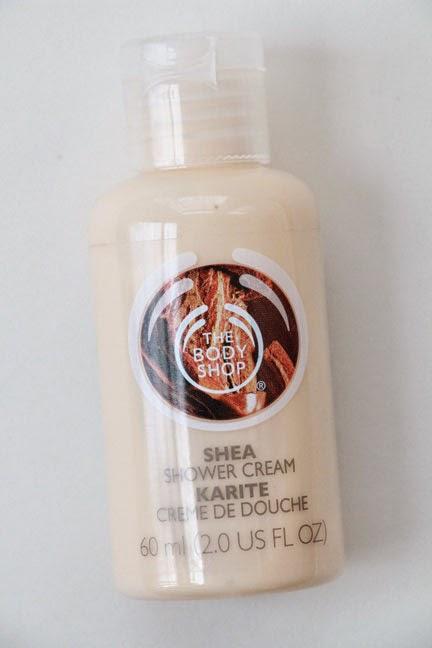 THE
BODY
SHOP
®
SHEA
SHOWER CREAM
KARITE
CREME DE DOUCHE
60 ml (2.0 US FL OZ)